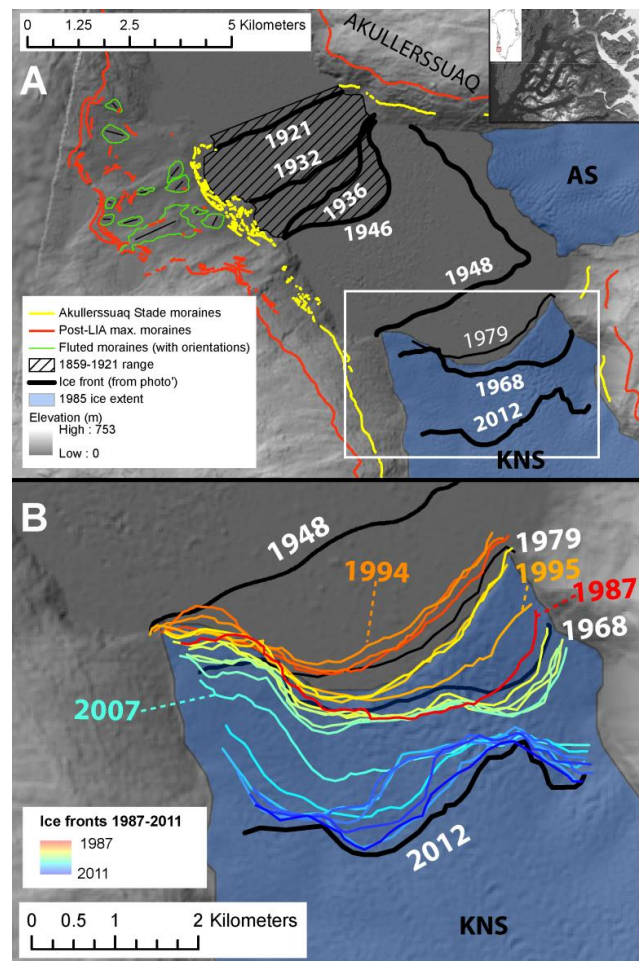 0 1.25 2.5 5 Kilometers
A
AKULLERSSUAQ
AS
1921
1932
1936
1946
1948
1979
1968
2012
KNS
Akullerssuaq Stade moraines
Post-LIA max. moraines
Fluted moraines (with orientations)
1859-1921 range
Ice front (from photo')
1985 ice extent
Elevation (m)
High : 753
Low : 0
B
1948
1979
1994
1995
1987
1968
2007
2012
Ice fronts 1987-2011
1987
2011
KNS
0 0.5 1 2 Kilometers